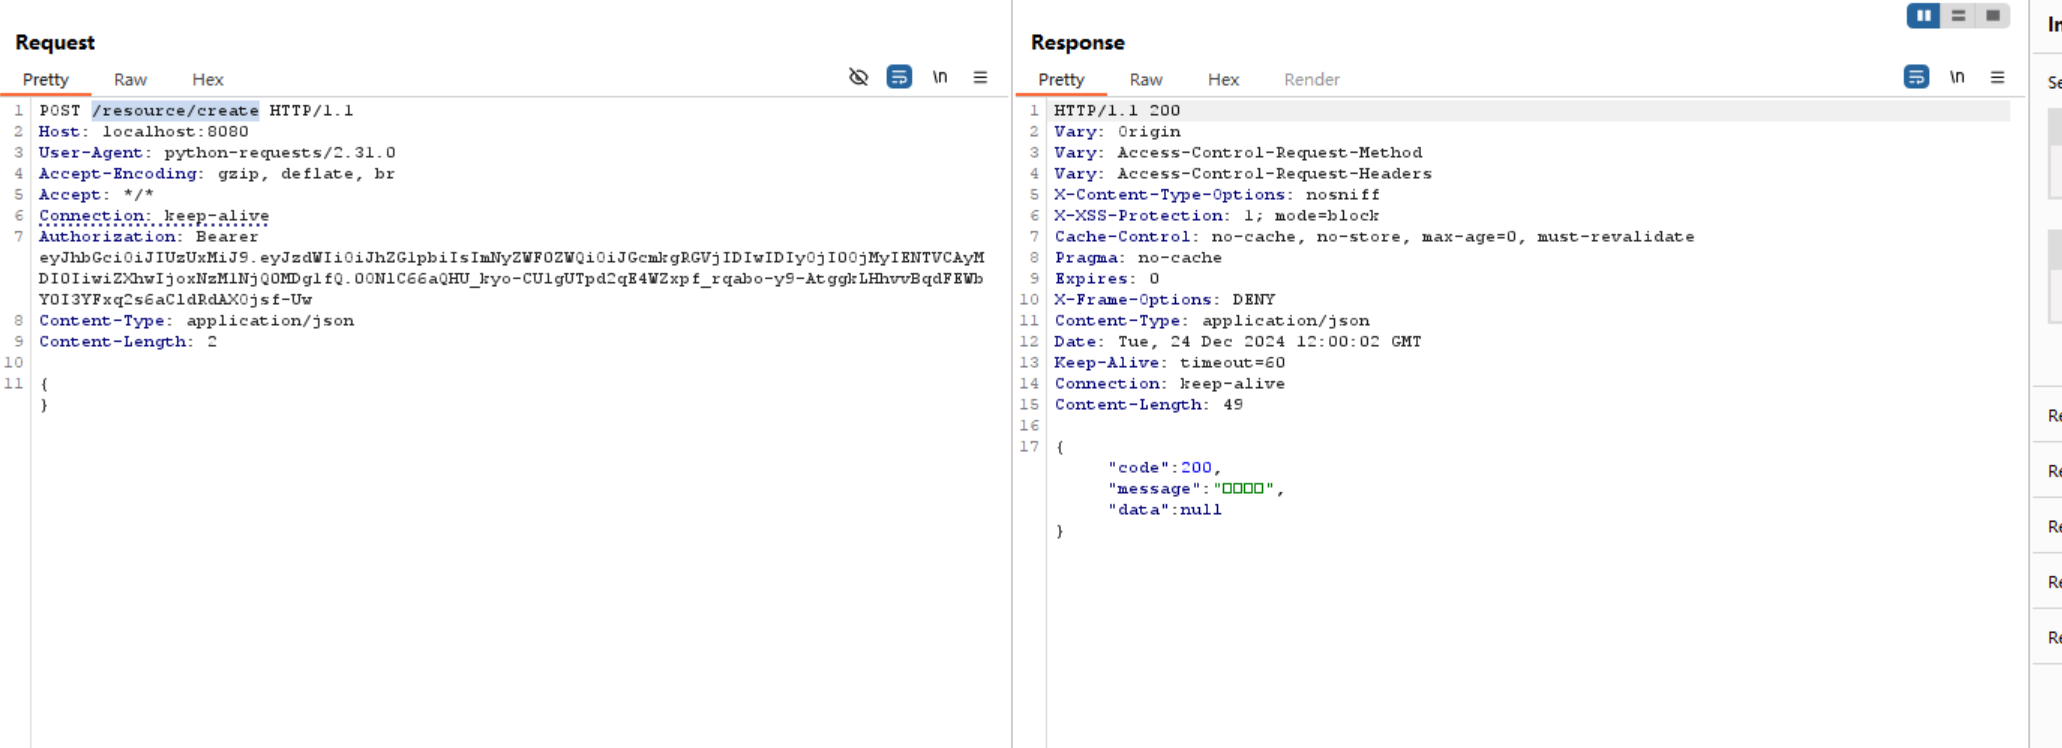 Request
Response
In
Pretty Raw Hex
\n
Pretty Raw Hex Render
\n
1 POST /resource/create HTTP/1.1
2 Host: localhost:8080
3 User-Agent: python-requests/2.31.0
4 Accept-Encoding: gzip, deflate, br
5 Accept: */*
6 Connection: keep-alive
7 Authorization: Bearer
eyJhbGciOiJIUzUxMiJ9.eyJzdWIiOiJhZG1pbiIsImNyZWF0ZWQiOiJGcmkgRGVjIDIwIDIyOjI0OjMyIENTVCAyM
DI0IiwiZXhwIjoxNzM1NjQ0MDg1fQ.O0N1C66aQHU_kyo-CU1gUTpd2qE4WZxpf_rqabo-y9-AtggkLHhvvBqdFEWb
Y0I3YFxq2s6aCldRdAX0jsf-Uw
8 Content-Type: application/json
9 Content-Length: 2
10
11 {
}
1 HTTP/1.1 200
2 Vary: Origin
3 Vary: Access-Control-Request-Method
4 Vary: Access-Control-Request-Headers
5 X-Content-Type-Options: nosniff
6 X-XSS-Protection: 1; mode=block
7 Cache-Control: no-cache, no-store, max-age=0, must-revalidate
8 Pragma: no-cache
9 Expires: 0
10 X-Frame-Options: DENY
11 Content-Type: application/json
12 Date: Tue, 24 Dec 2024 12:00:02 GMT
13 Keep-Alive: timeout=60
14 Connection: keep-alive
15 Content-Length: 49
16
17 {
"code":200,
"message":"□□□□",
"data":null
}
Se
Re
Re
Re
Re
Re